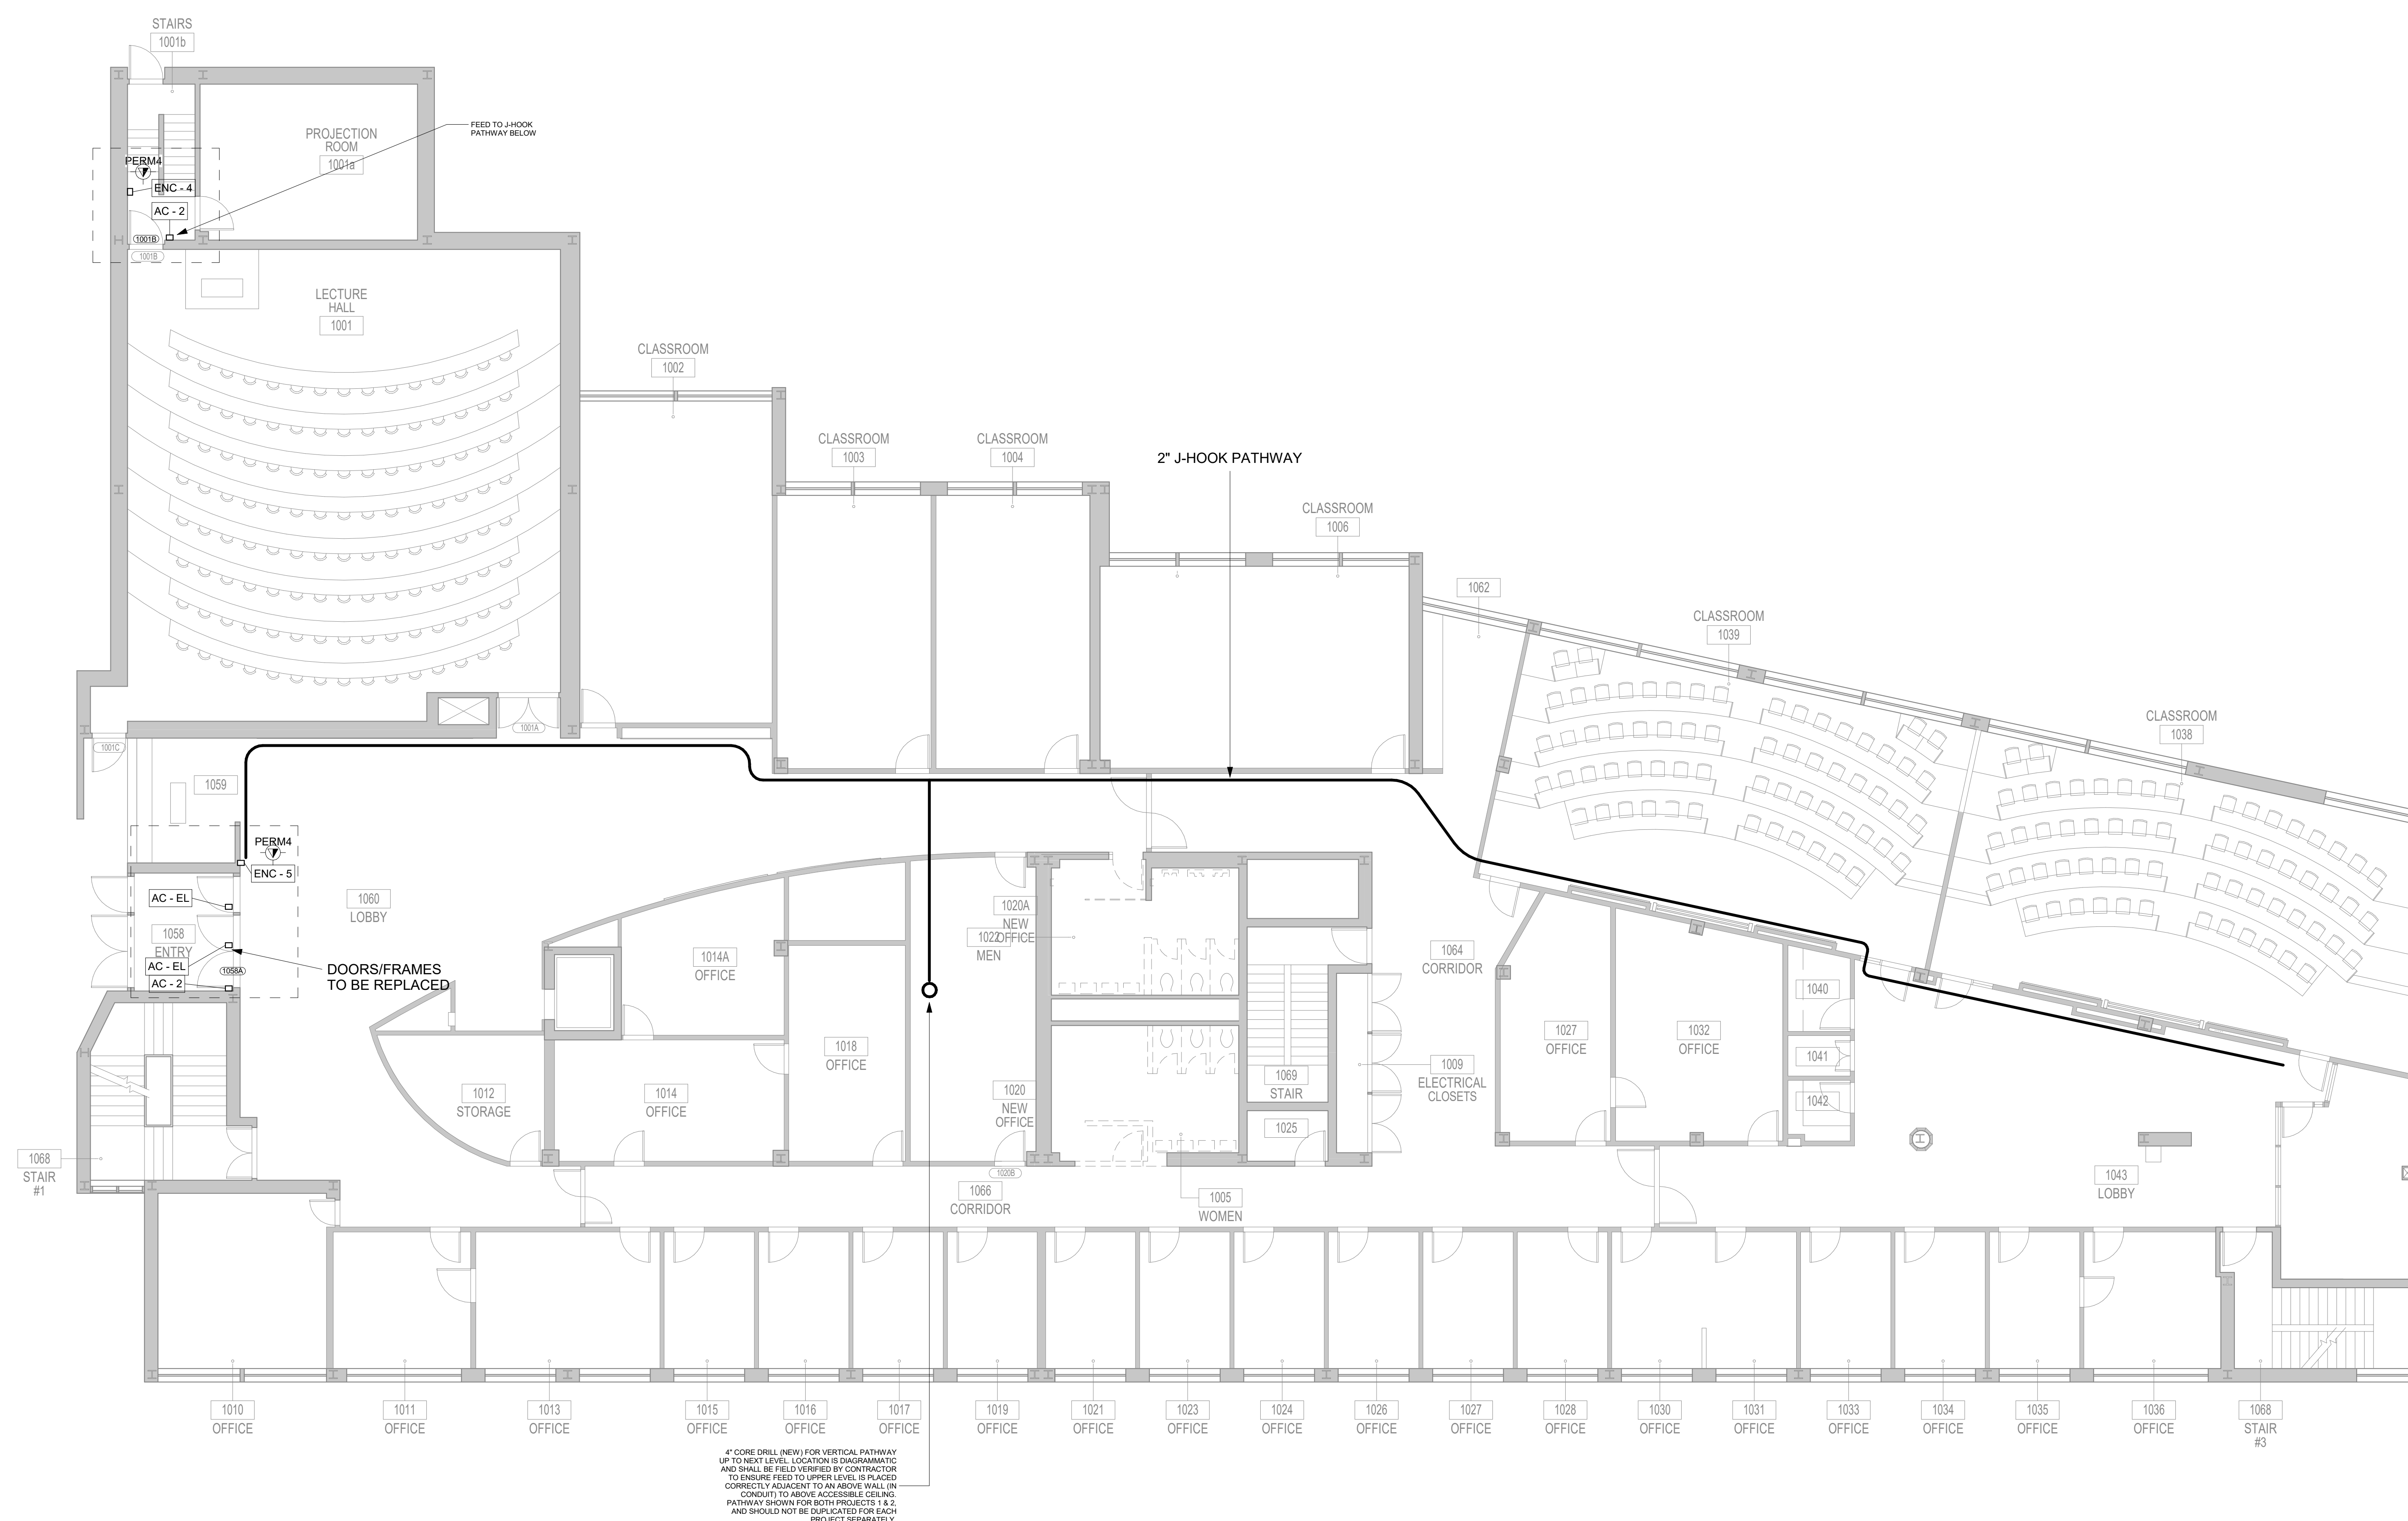 STAIRS
1001b
PROJECTION
ROOM
1001a
FEED TO J-HOOK
PATHWAY BELOW
PERM4
ENC - 4
AC - 2
1001B
1001B
LECTURE
HALL
1001
CLASSROOM
1002
CLASSROOM
1003
CLASSROOM
1004
2" J-HOOK PATHWAY
CLASSROOM
1006
1062
CLASSROOM
1039
CLASSROOM
1038
1001A
1001C
1059
PERM4
ENC - 5
AC - EL
1058
ENTRY
AC - EL
1058A
AC - 2
DOORS/FRAMES
TO BE REPLACED
1060
LOBBY
1014A
OFFICE
1020A
NEW
OFFICE
1022
MEN
1064
CORRIDOR
1040
1041
1042
1027
OFFICE
1032
OFFICE
1018
OFFICE
1012
STORAGE
1014
OFFICE
1020
NEW
OFFICE
1069
STAIR
1009
ELECTRICAL
CLOSETS
1025
1020B
1066
CORRIDOR
1005
WOMEN
1043
LOBBY
1068
STAIR
#1
1010
OFFICE
1011
OFFICE
1013
OFFICE
1015
OFFICE
1016
OFFICE
1017
OFFICE
1019
OFFICE
1021
OFFICE
1023
OFFICE
1024
OFFICE
1026
OFFICE
1027
OFFICE
1028
OFFICE
1030
OFFICE
1031
OFFICE
1033
OFFICE
1034
OFFICE
1035
OFFICE
1036
OFFICE
1068
STAIR
#3
4" CORE DRILL (NEW) FOR VERTICAL PATHWAY
UP TO NEXT LEVEL. LOCATION IS DIAGRAMMATIC
AND SHALL BE FIELD VERIFIED BY CONTRACTOR
TO ENSURE FEED TO UPPER LEVEL IS PLACED
CORRECTLY ADJACENT TO AN ABOVE WALL (IN
CONDUIT) TO ABOVE ACCESSIBLE CEILING.
PATHWAY SHOWN FOR BOTH PROJECTS 1 & 2,
AND SHOULD NOT BE DUPLICATED FOR EACH
PROJECT SEPARATELY.